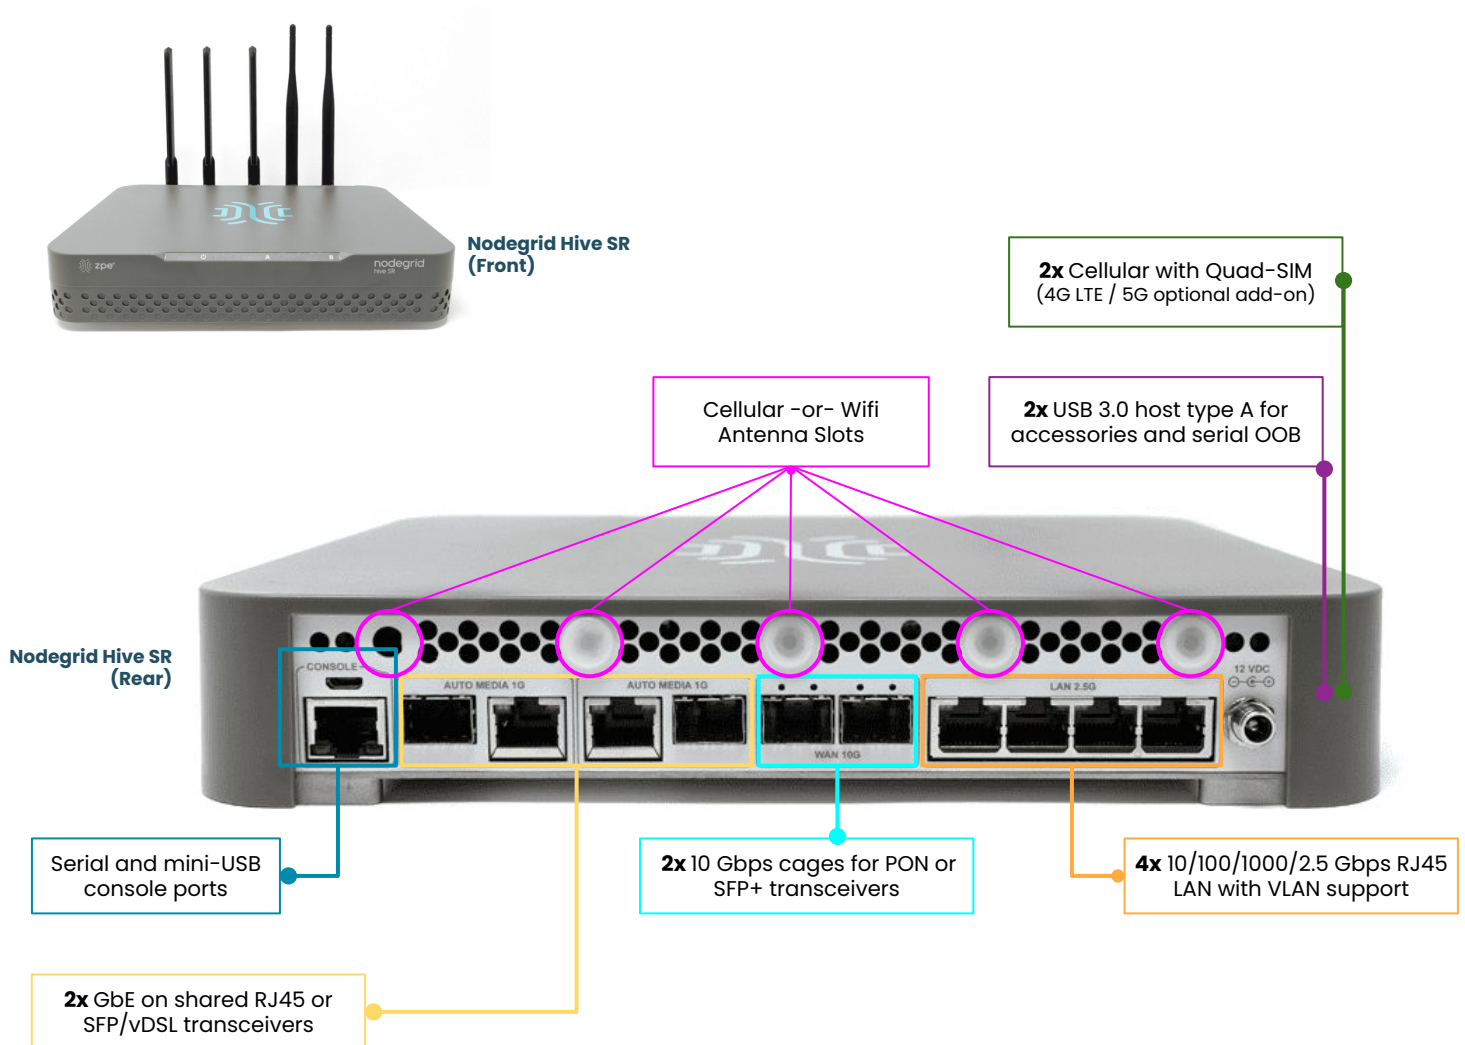 zpe
nodegrid
hive SR
A
B
Nodegrid Hive SR
(Front)
2x Cellular with Quad-SIM
(4G LTE / 5G optional add-on)
Cellular -or- Wifi
Antenna Slots
2x USB 3.0 host type A for
accessories and serial OOB
Nodegrid Hive SR
(Rear)
CONSOLE
AUTO MEDIA 1G
AUTO MEDIA 1G
WAN 10G
LAN 2.5G
12 VDC
Serial and mini-USB
console ports
2x 10 Gbps cages for PON or
SFP+ transceivers
4x 10/100/1000/2.5 Gbps RJ45
LAN with VLAN support
2x GbE on shared RJ45 or
SFP/vDSL transceivers